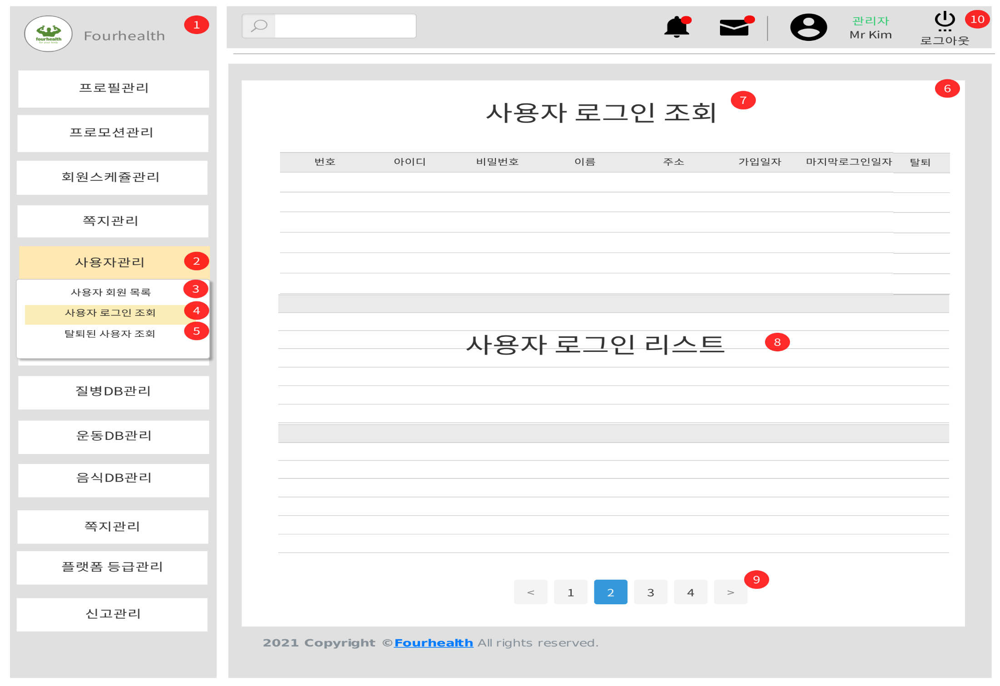 fourhealth
for your body
Fourhealth
1
프로필관리
프로모션관리
회원스케쥴관리
쪽지관리
사용자관리
2
사용자 회원 목록
3
사용자 로그인 조회
4
탈퇴된 사용자 조회
5
질병DB관리
운동DB관리
음식DB관리
쪽지관리
플랫폼 등급관리
신고관리
관리자
Mr Kim
로그아웃
10
6
사용자 로그인 조회
7
번호 아이디 비밀번호 이름 주소 가입일자 마지막로그인일자 탈퇴
사용자 로그인 리스트
8
< 1 2 3 4 >
9
2021 Copyright ©Fourhealth All rights reserved.